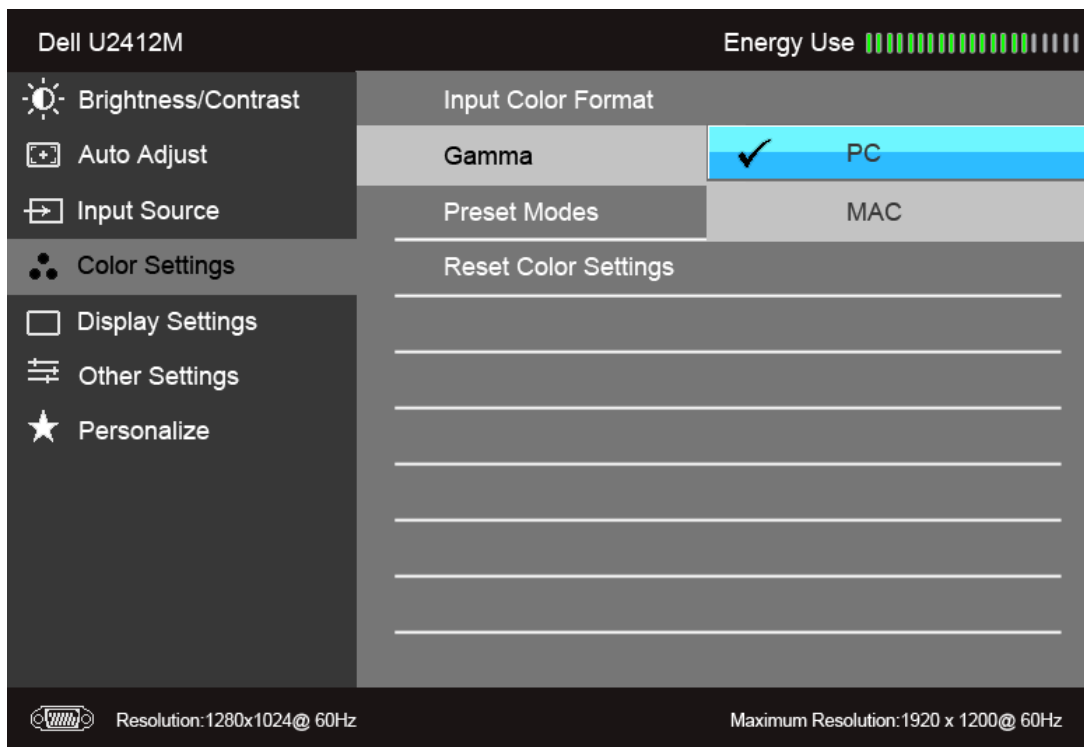 Dell U2412M
Energy Use
Brightness/Contrast
Auto Adjust
Input Source
Color Settings
Display Settings
Other Settings
Personalize
Input Color Format
Gamma
PC
Preset Modes
MAC
Reset Color Settings
Resolution:1280x1024@ 60Hz
Maximum Resolution:1920 x 1200@ 60Hz